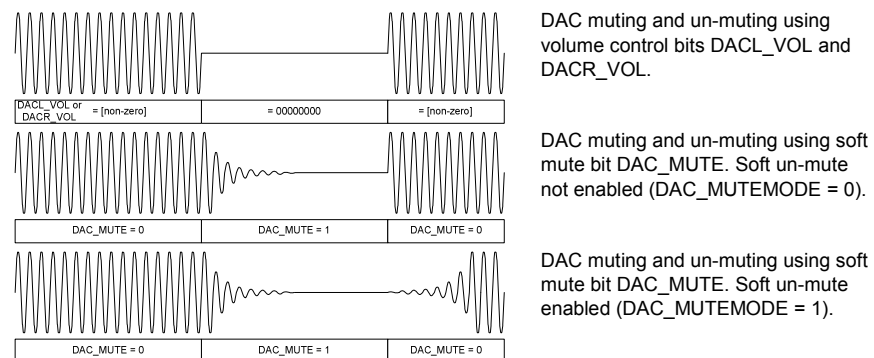 DAC muting and un-muting using
volume control bits DACL_VOL and
DACR_VOL.
DACL_VOL or
DACR_VOL
= [non-zero]
= 00000000
= [non-zero]
DAC muting and un-muting using soft
mute bit DAC_MUTE. Soft un-mute
not enabled (DAC_MUTEMODE = 0).
DAC_MUTE = 0
DAC_MUTE = 1
DAC_MUTE = 0
DAC muting and un-muting using soft
mute bit DAC_MUTE. Soft un-mute
enabled (DAC_MUTEMODE = 1).
DAC_MUTE = 0
DAC_MUTE = 1
DAC_MUTE = 0